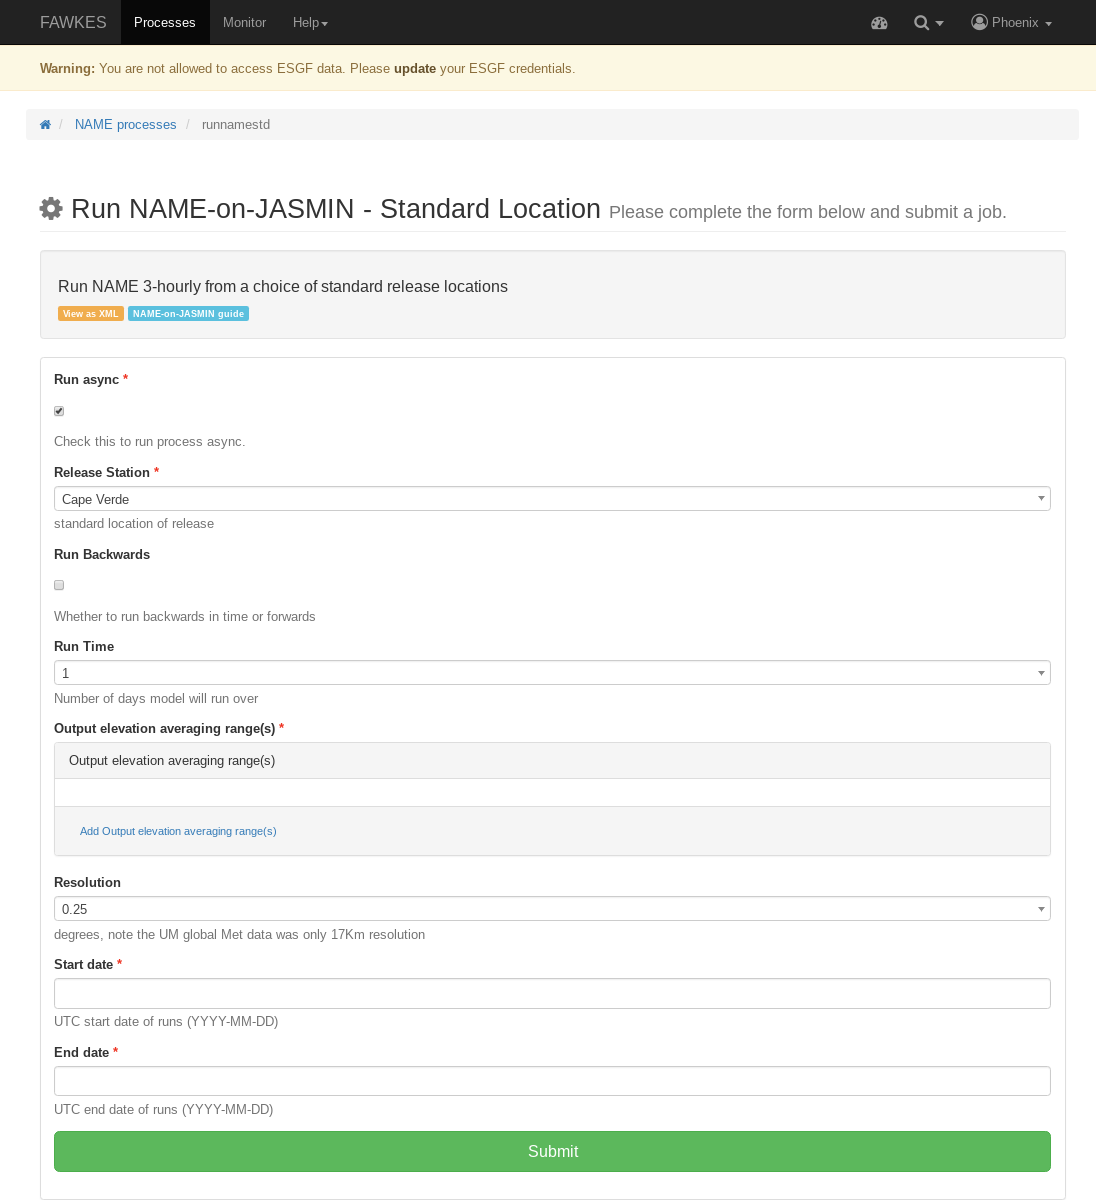 FAWKES Processes Monitor Help Phoenix
Warning: You are not allowed to access ESGF data. Please update your ESGF credentials.
/ NAME processes / runnamestd
Run NAME-on-JASMIN - Standard Location Please complete the form below and submit a job.
Run NAME 3-hourly from a choice of standard release locations
View as XML NAME-on-JASMIN guide
Run async *
Check this to run process async.
Release Station *
Cape Verde
standard location of release
Run Backwards
Whether to run backwards in time or forwards
Run Time
1
Number of days model will run over
Output elevation averaging range(s) *
Output elevation averaging range(s)
Add Output elevation averaging range(s)
Resolution
0.25
degrees, note the UM global Met data was only 17Km resolution
Start date *
UTC start date of runs (YYYY-MM-DD)
End date *
UTC end date of runs (YYYY-MM-DD)
Submit